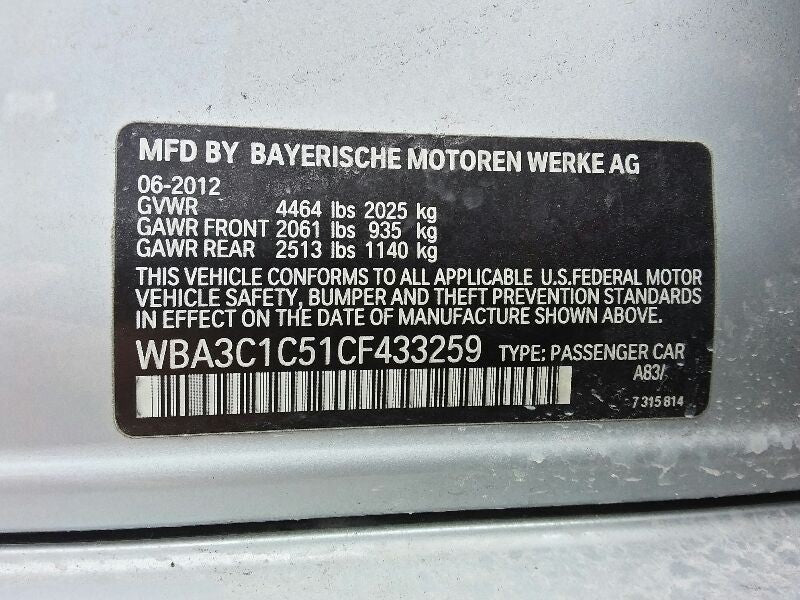 MFD BY BAYERISCHE MOTOREN WERKE AG
06-2012
GVWR 4464 lbs 2025 kg
GAWR FRONT 2061 lbs 935 kg
GAWR REAR 2513 lbs 1140 kg
THIS VEHICLE CONFORMS TO ALL APPLICABLE U.S.FEDERAL MOTOR
VEHICLE SAFETY, BUMPER AND THEFT PREVENTION STANDARDS
IN EFFECT ON THE DATE OF MANUFACTURE SHOWN ABOVE.
WBA3C1C51CF433259 TYPE: PASSENGER CAR
A83/
7 315 814